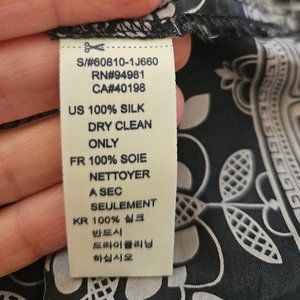 S/#60810-1J660
RN#94981
CA#40198
US 100% SILK
DRY CLEAN
ONLY
FR 100% SOIE
NETTOYER
A SEC
SEULEMENT
KR 100% 실크
반드시
드라이클리닝
하십시오